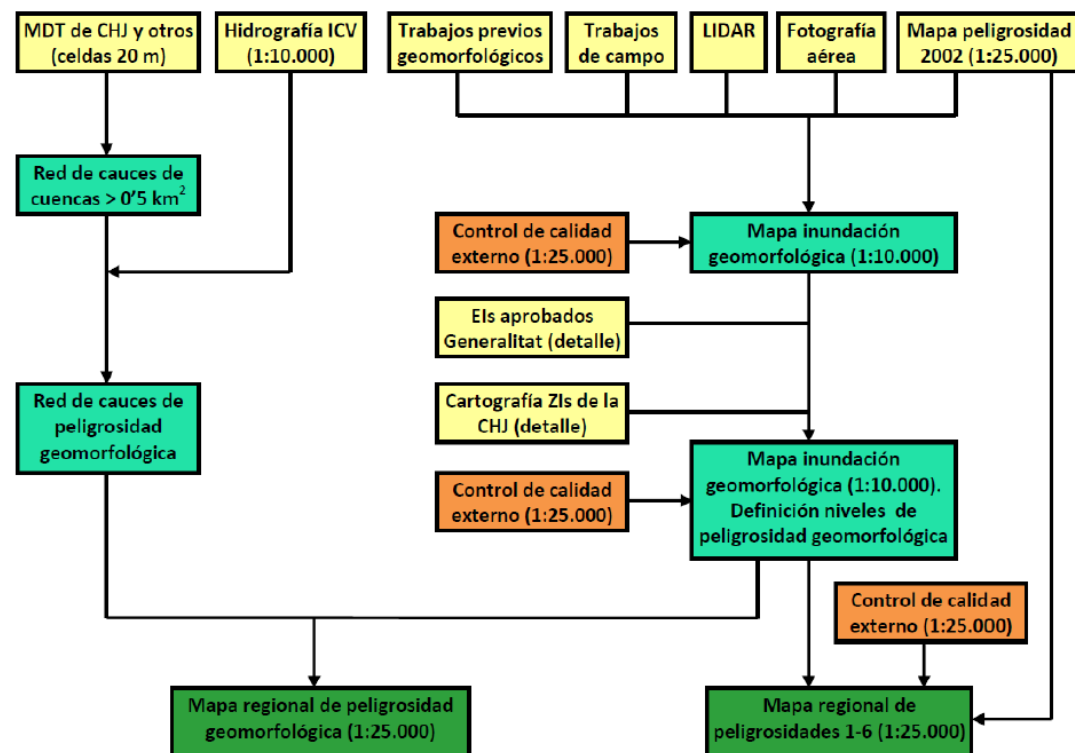 MDT de CHJ y otros
(celdas 20 m)
Hidrografía ICV
(1:10.000)
Trabajos previos
geomorfológicos
Trabajos
de campo
LIDAR
Fotografía
aérea
Mapa peligrosidad
2002 (1:25.000)
Red de cauces de
cuencas > 0'5 km²
Control de calidad
externo (1:25.000)
Mapa inundación
geomorfológica (1:10.000)
EIs aprobados
Generalitat (detalle)
Red de cauces de
peligrosidad
geomorfológica
Cartografía ZIs de la
CHJ (detalle)
Control de calidad
externo (1:25.000)
Mapa inundación
geomorfológica (1:10.000).
Definición niveles de
peligrosidad geomorfológica
Control de calidad
externo (1:25.000)
Mapa regional de peligrosidad
geomorfológica (1:25.000)
Mapa regional de
peligrosidades 1-6 (1:25.000)